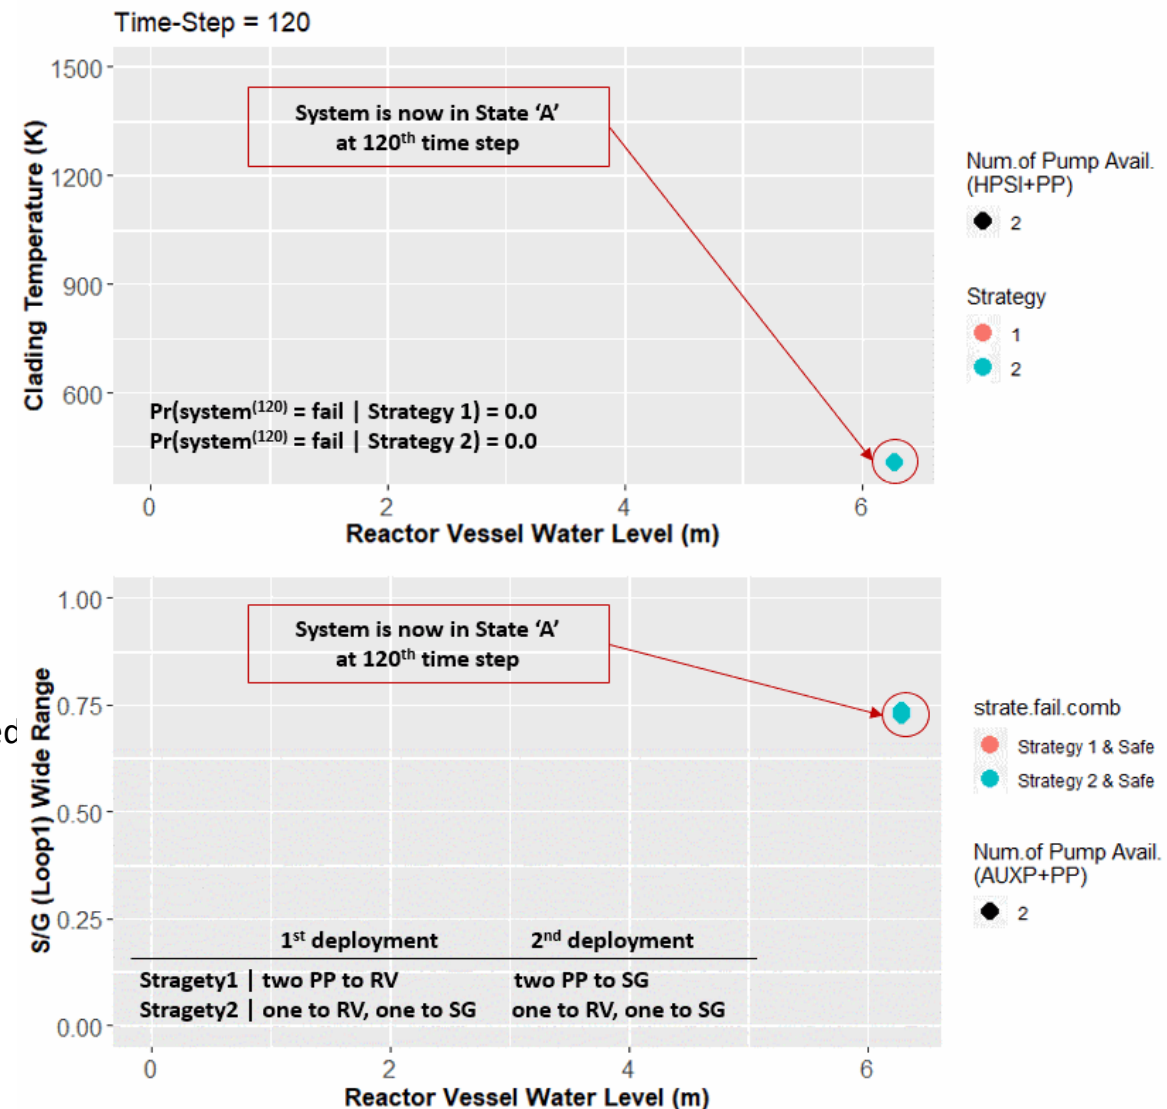 Time-Step = 120
1500
1200
900
600
Clading Temperature (K)
System is now in State ‘A’
at 120th time step
Pr(system(120) = fail | Strategy 1) = 0.0
Pr(system(120) = fail | Strategy 2) = 0.0
0 2 4 6
Reactor Vessel Water Level (m)
Num.of Pump Avail.
(HPSI+PP)
2
Strategy
1
2
ed
1.00
0.75
0.50
0.25
0.00
S/G (Loop1) Wide Range
System is now in State ‘A’
at 120th time step
1st deployment 2nd deployment
Stragety1 | two PP to RV two PP to SG
Stragety2 | one to RV, one to SG one to RV, one to SG
0 2 4 6
Reactor Vessel Water Level (m)
strate.fail.comb
Strategy 1 & Safe
Strategy 2 & Safe
Num.of Pump Avail.
(AUXP+PP)
2